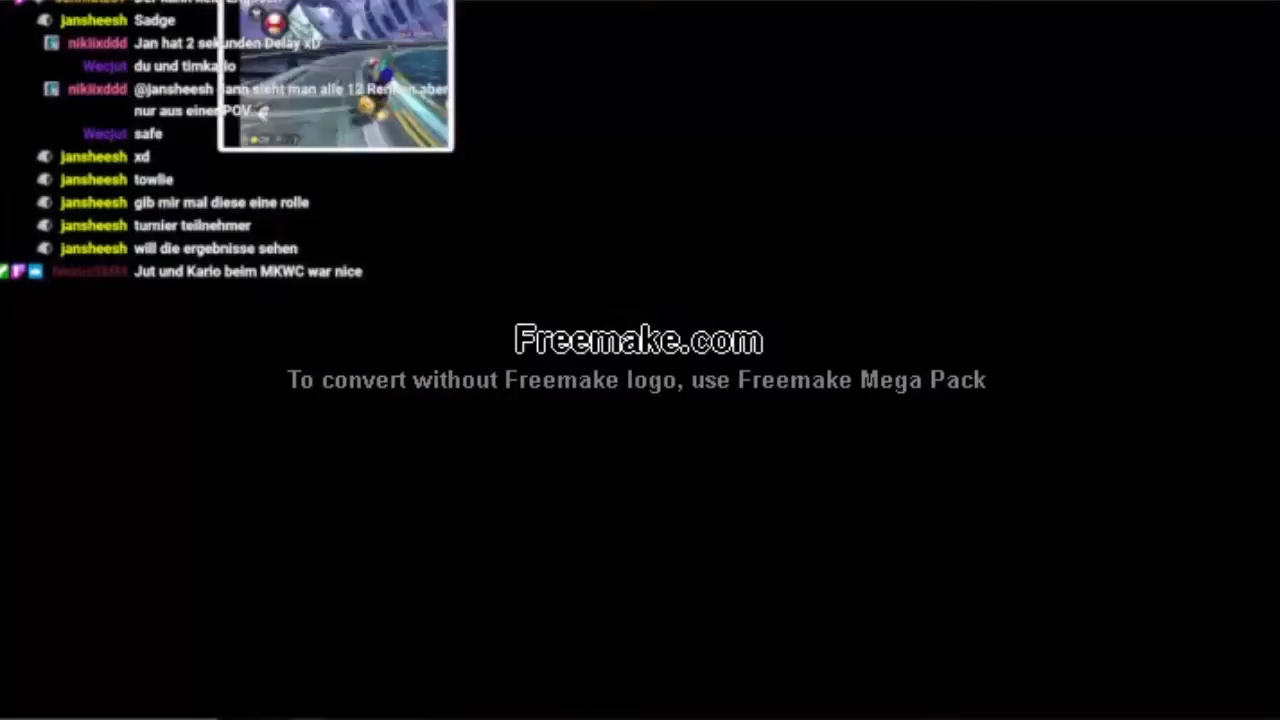 jansheesh Sadge
nikiixddd Jan hat 2 sekunden Delay xD
Wecjut du und timkarlo
nikiixddd @jansheesh dann sieht man alle 12 Rennen aber
nur aus einer POV
Wecjut safe
jansheesh xd
jansheesh towlie
jansheesh gib mir mal diese eine rolle
jansheesh turnier teilnehmer
jansheesh will die ergebnisse sehen
Jut und Karlo beim MKWC war nice
Freemake.com
To convert without Freemake logo, use Freemake Mega Pack